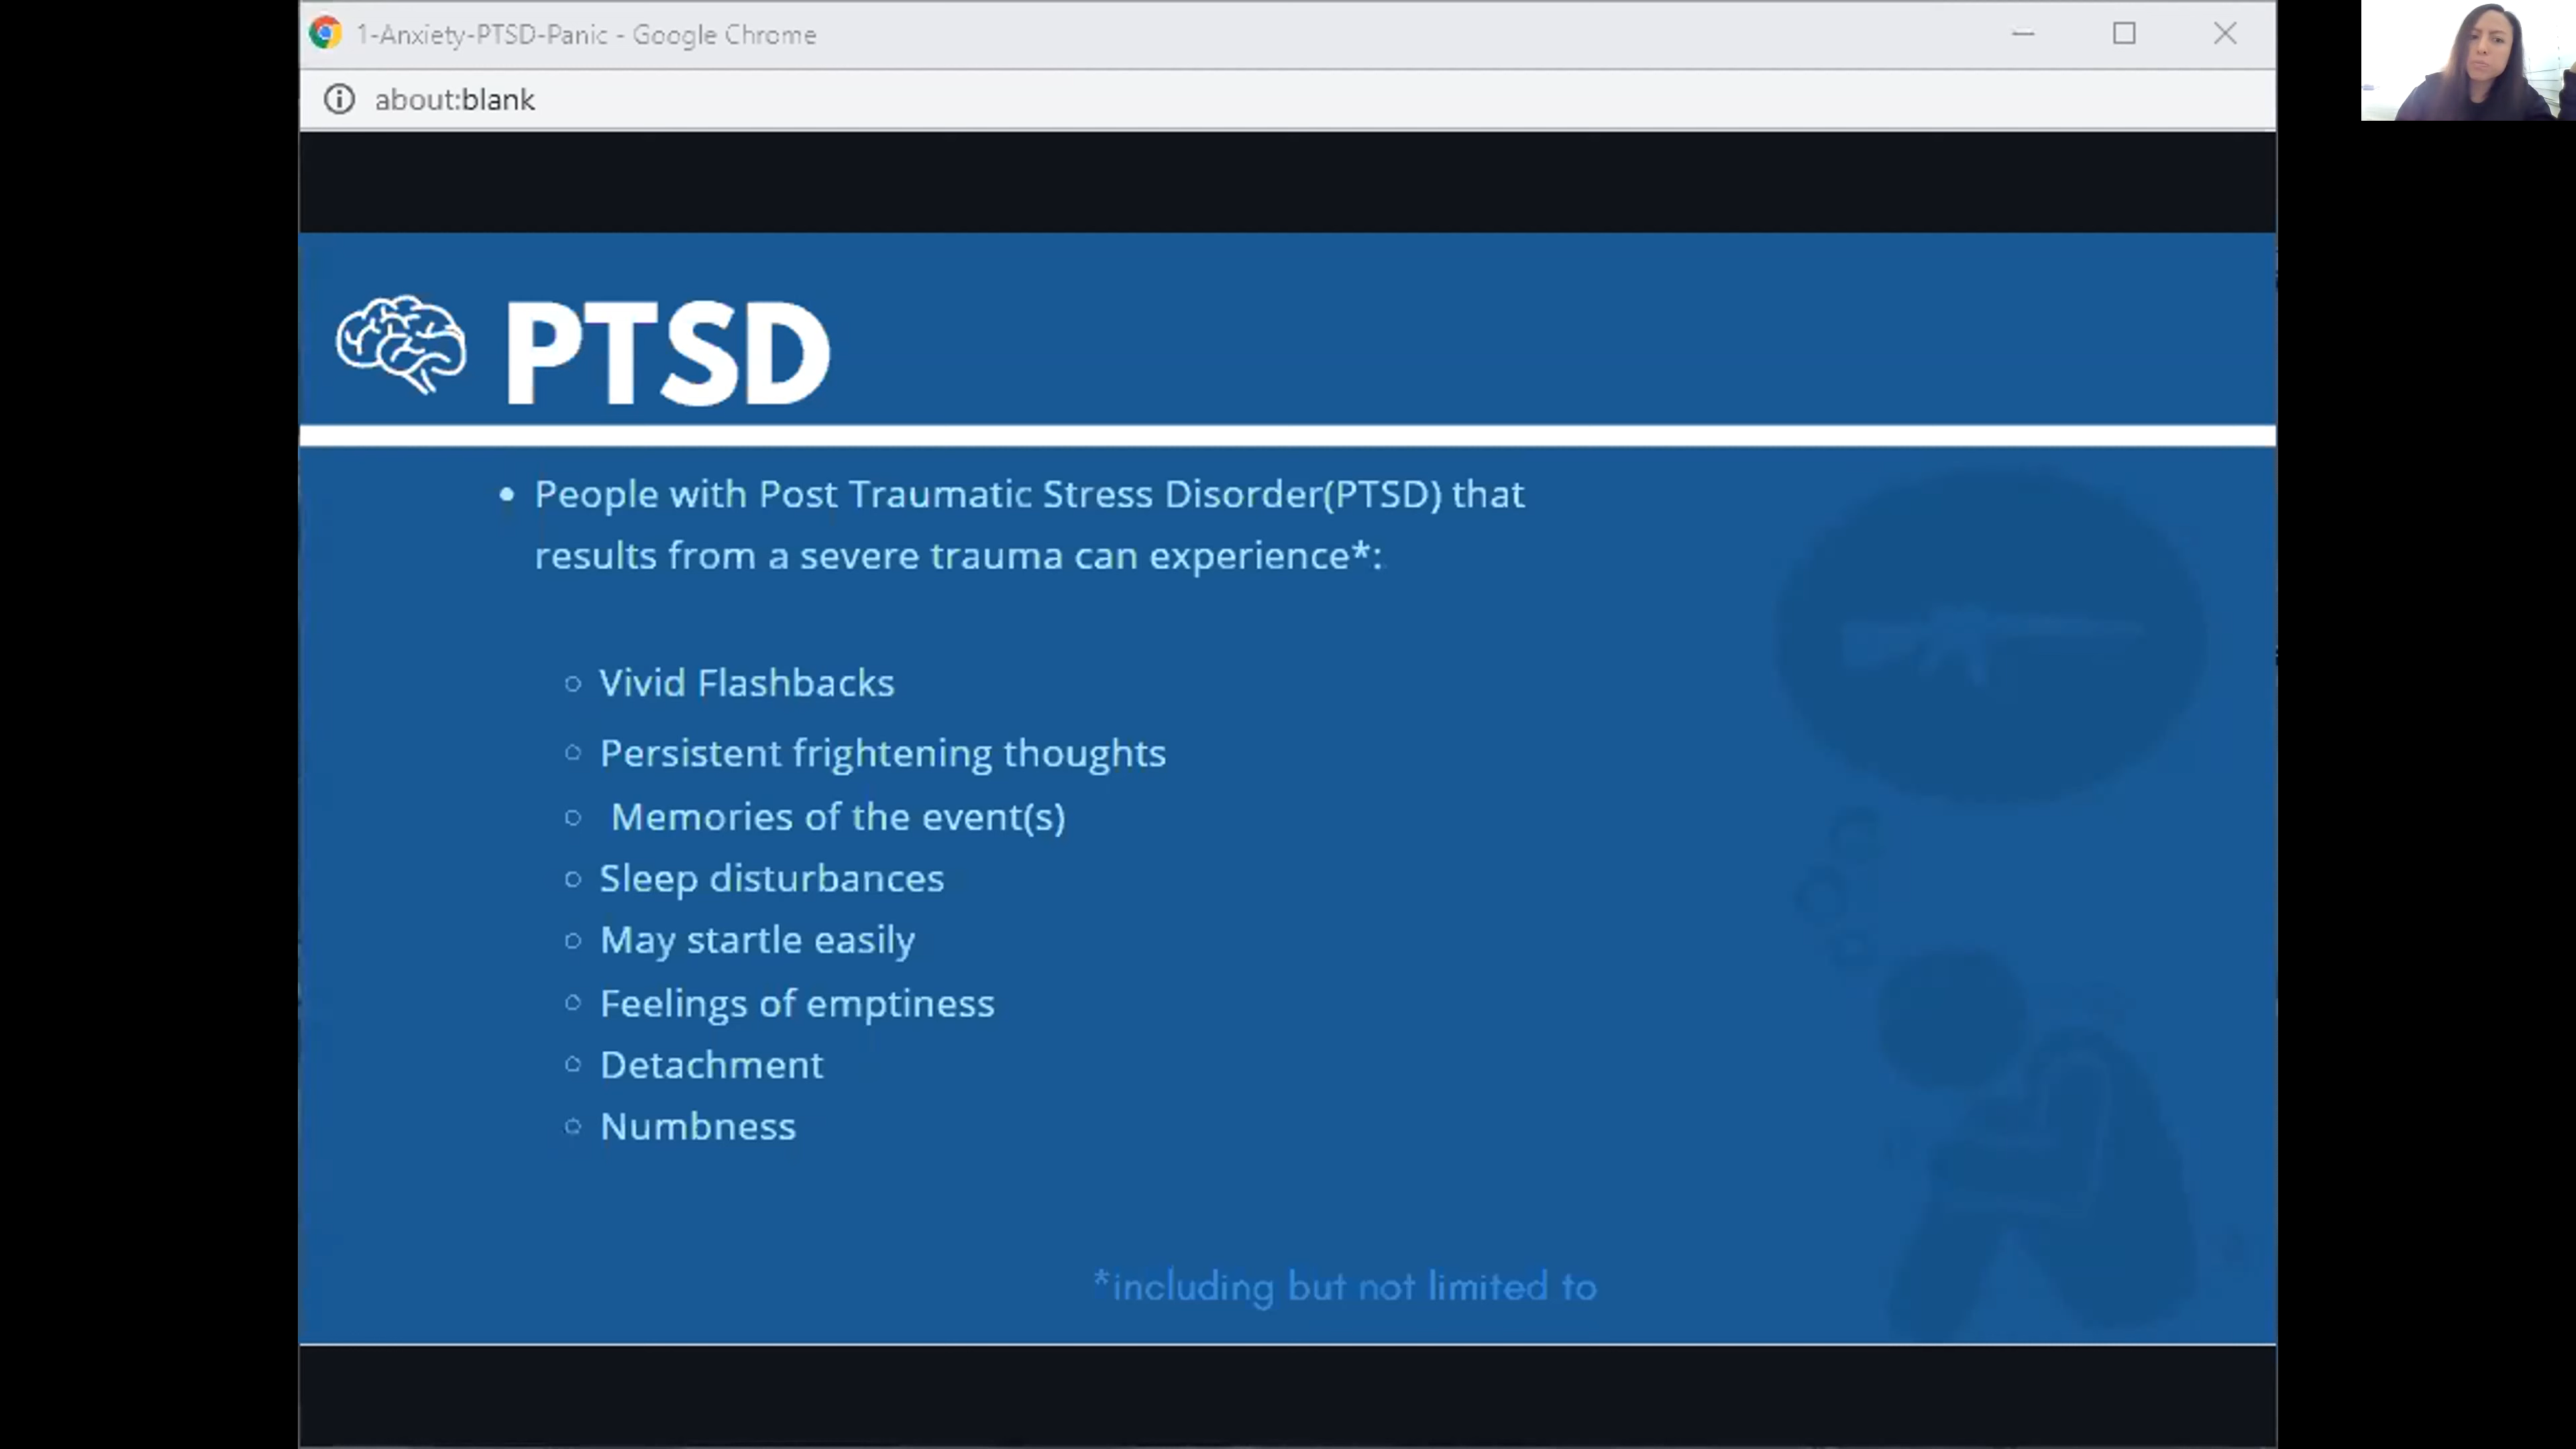 1-Anxiety-PTSD-Panic - Google Chrome
about:blank
PTSD
• People with Post Traumatic Stress Disorder(PTSD) that
results from a severe trauma can experience*:
○ Vivid Flashbacks
○ Persistent frightening thoughts
○ Memories of the event(s)
○ Sleep disturbances
○ May startle easily
○ Feelings of emptiness
○ Detachment
○ Numbness
*including but not limited to